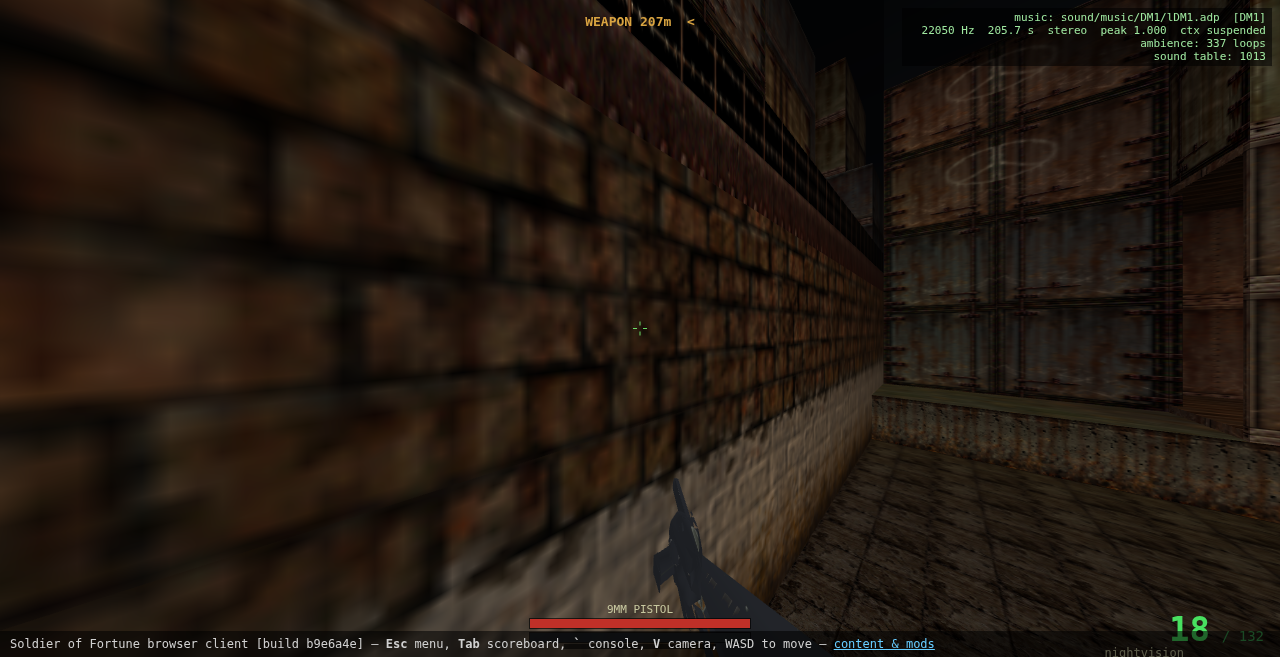 WEAPON 207m <
music: sound/music/DM1/lDM1.adp [DM1]
22050 Hz 205.7 s stereo peak 1.000 ctx suspended
ambience: 337 loops
sound table: 1013
9MM PISTOL
18 / 132
Soldier of Fortune browser client [build b9e6a4e] — Esc menu, Tab scoreboard, ` console, V camera, WASD to move — content & mods
nightvision